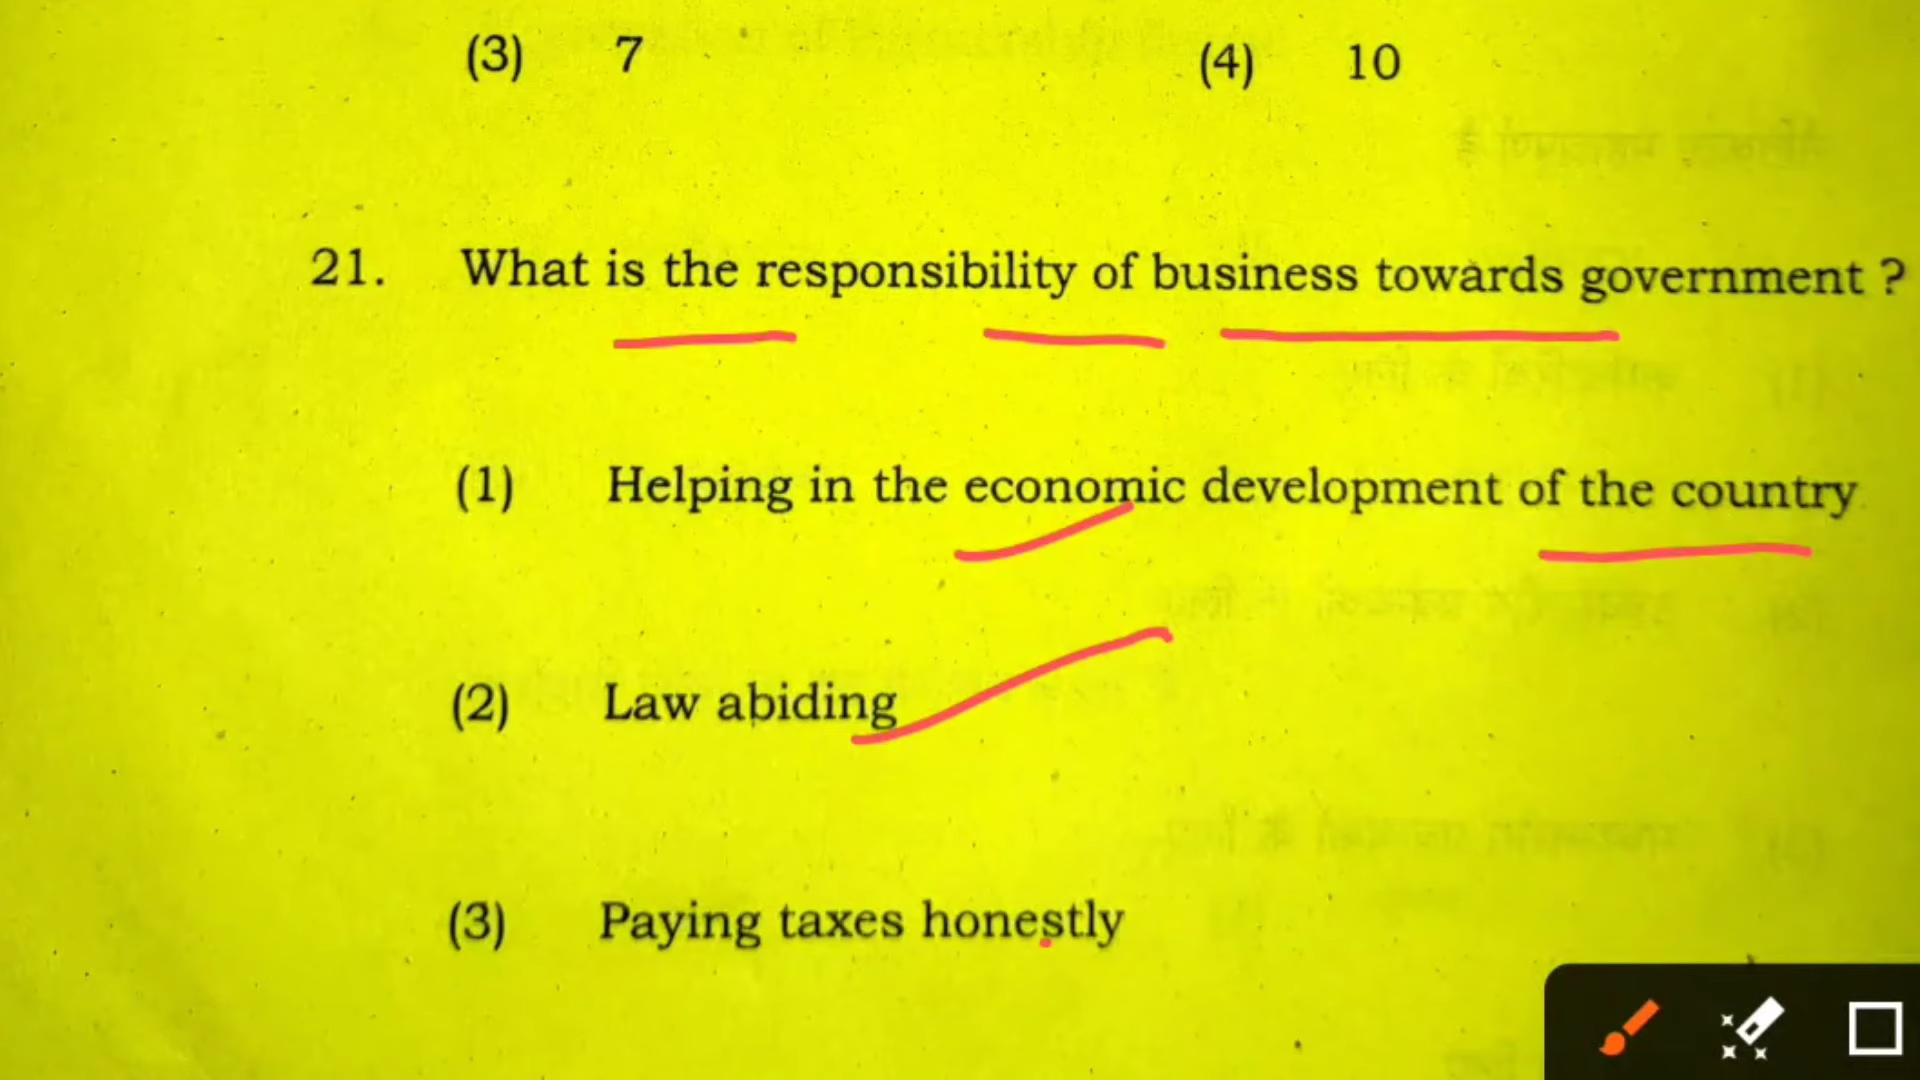 (3) 7 (4) 10
21. What is the responsibility of business towards government ?
(1) Helping in the economic development of the country
(2) Law abiding
(3) Paying taxes honestly